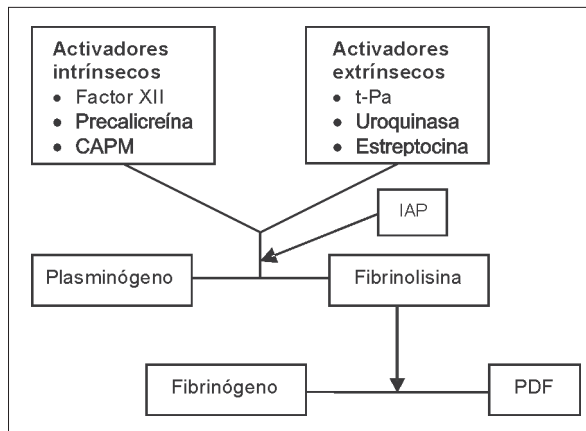 Activadores
intrínsecos
• Factor XII
• Precalicreína
• CAPM
Activadores
extrínsecos
• t-Pa
• Uroquinasa
• Estreptocina
IAP
Plasminógeno
Fibrinolisina
Fibrinógeno
PDF